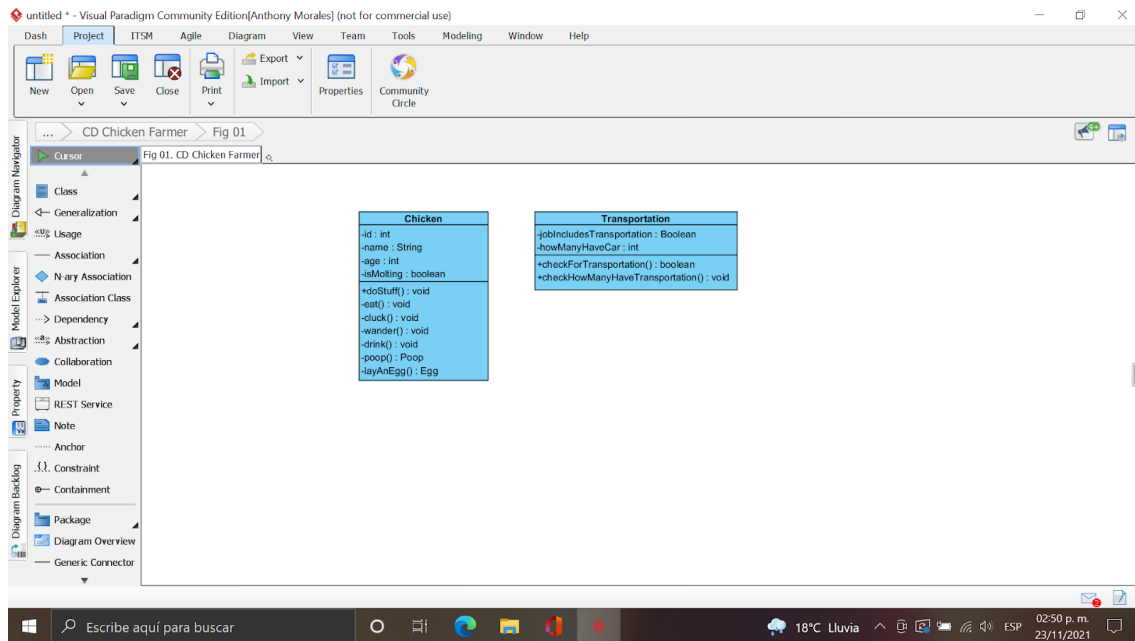 untitled * - Visual Paradigm Community Edition[Anthony Morales] (not for commercial use)
Dash Project ITSM Agile Diagram View Team Tools Modeling Window Help
New Open Save Close Print Export Import Properties Community Circle
... CD Chicken Farmer Fig 01
9+
Diagram Navigator
Model Explorer
Property
Diagram Backlog
Cursor
Class
Generalization
«U» Usage
Association
N-ary Association
Association Class
Dependency
«a» Abstraction
Collaboration
Model
REST Service
Note
Anchor
Constraint
Containment
Package
Diagram Overview
Generic Connector
Fig 01. CD Chicken Farmer
Chicken
-id : int
-name : String
-age : int
-isMolting : boolean
+doStuff() : void
-eat() : void
-cluck() : void
-wander() : void
-drink() : void
-poop() : Poop
-layAnEgg() : Egg
Transportation
-jobIncludesTransportation : Boolean
-howManyHaveCar : int
+checkForTransportation() : boolean
+checkHowManyHaveTransportation() : void
2
Escribe aquí para buscar
18°C Lluvia
ESP
02:50 p. m.
23/11/2021